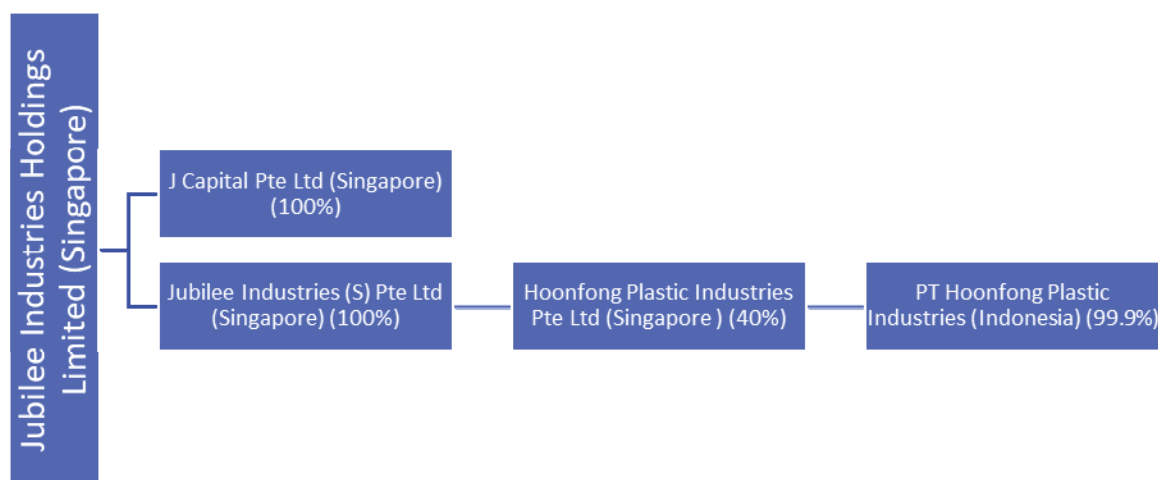 Jubilee Industries Holdings
Limited (Singapore)
J Capital Pte Ltd (Singapore)
(100%)
Jubilee Industries (S) Pte Ltd
(Singapore) (100%)
Hoonfong Plastic Industries
Pte Ltd (Singapore ) (40%)
PT Hoonfong Plastic
Industries (Indonesia) (99.9%)